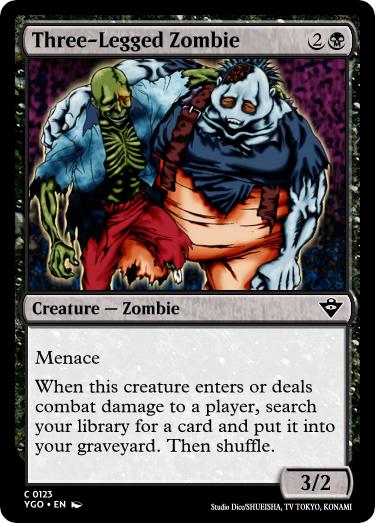 Three-Legged Zombie 2
Creature — Zombie
Menace
When this creature enters or deals
combat damage to a player, search
your library for a card and put it into
your graveyard. Then shuffle.
3/2
C 0123
YGO • EN
Studio Dice/SHUEISHA, TV TOKYO, KONAMI